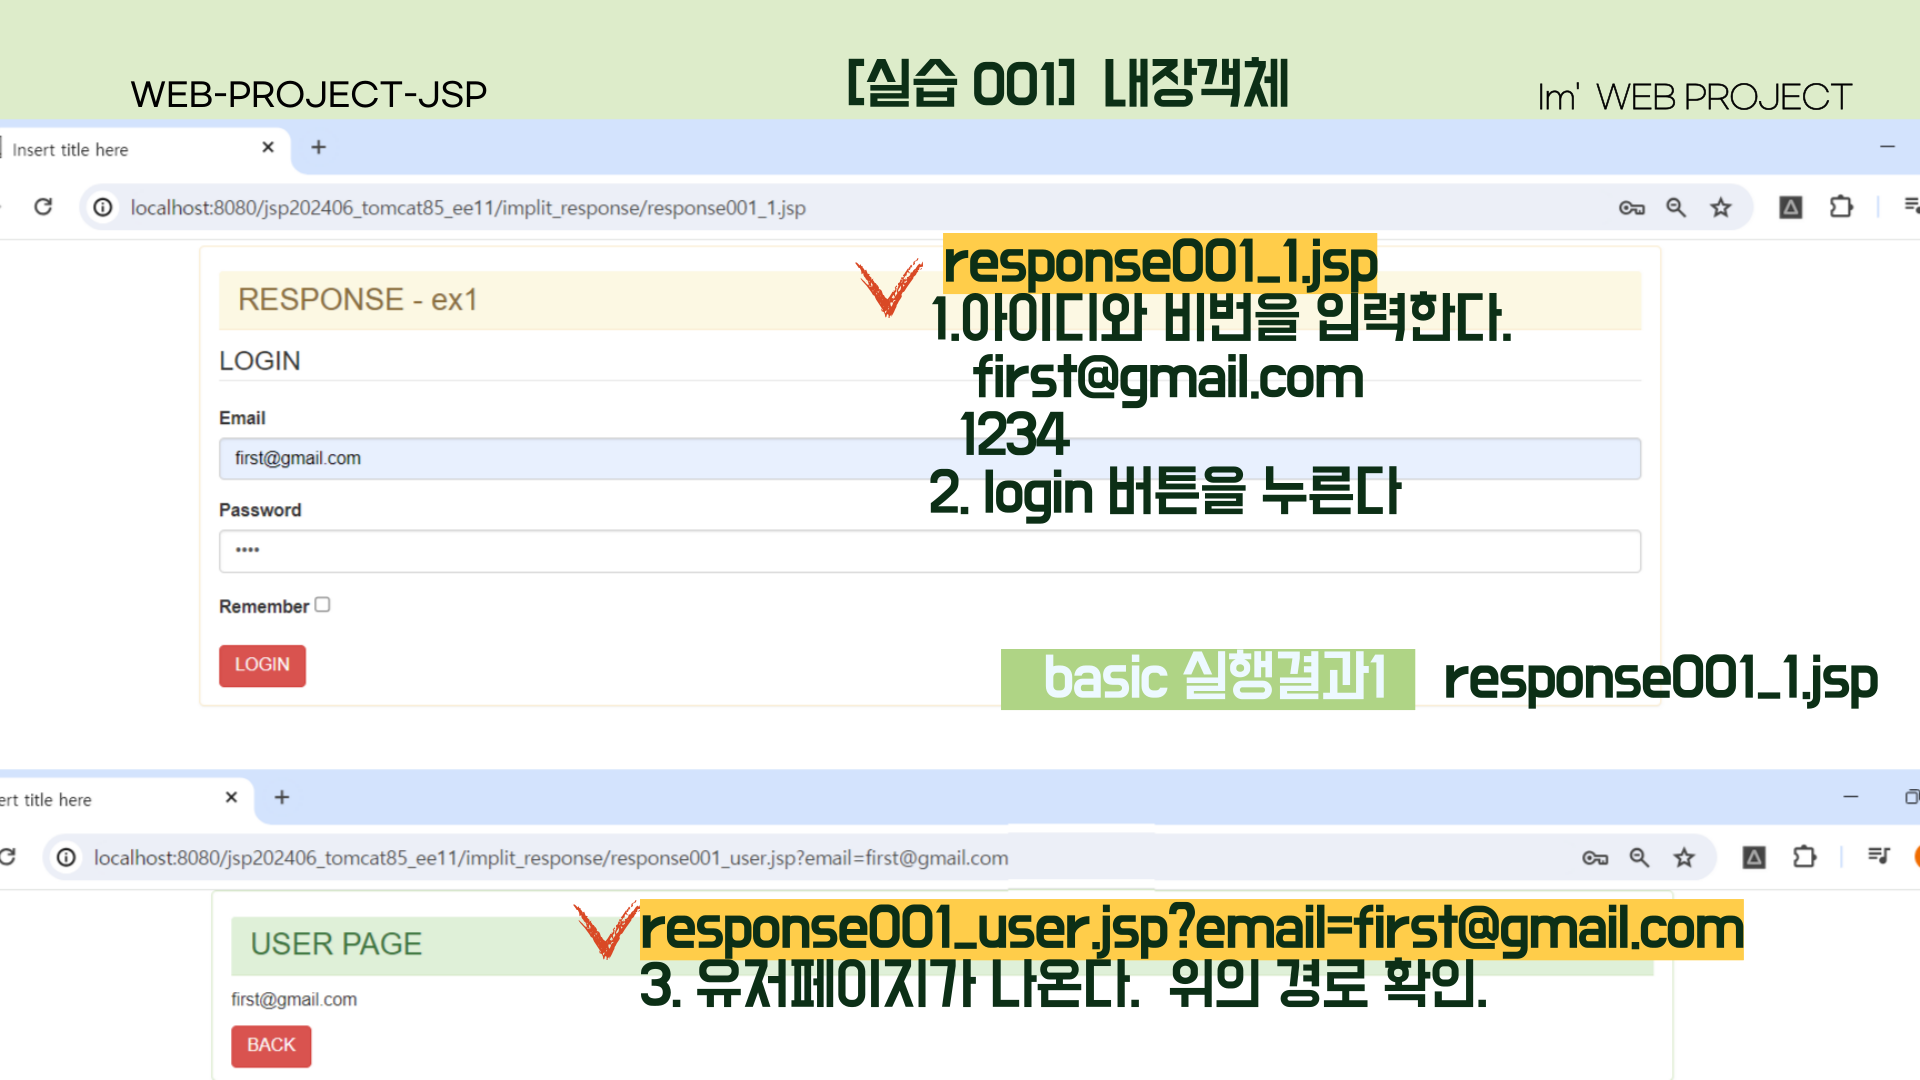 WEB-PROJECT-JSP
[실습 001] 내장객체
Im' WEB PROJECT
Insert title here
localhost:8080/jsp202406_tomcat85_ee11/implit_response/response001_1.jsp
response001_1.jsp
RESPONSE - ex1
1.아이디와 비번을 입력한다.
LOGIN
first@gmail.com
Email
1234
first@gmail.com
2. login 버튼을 누른다
Password
••••
Remember
LOGIN
basic 실행결과1
response001_1.jsp
ert title here
localhost:8080/jsp202406_tomcat85_ee11/implit_response/response001_user.jsp?email=first@gmail.com
response001_user.jsp?email=first@gmail.com
USER PAGE
3. 유저페이지가 나온다. 위의 경로 확인.
first@gmail.com
BACK